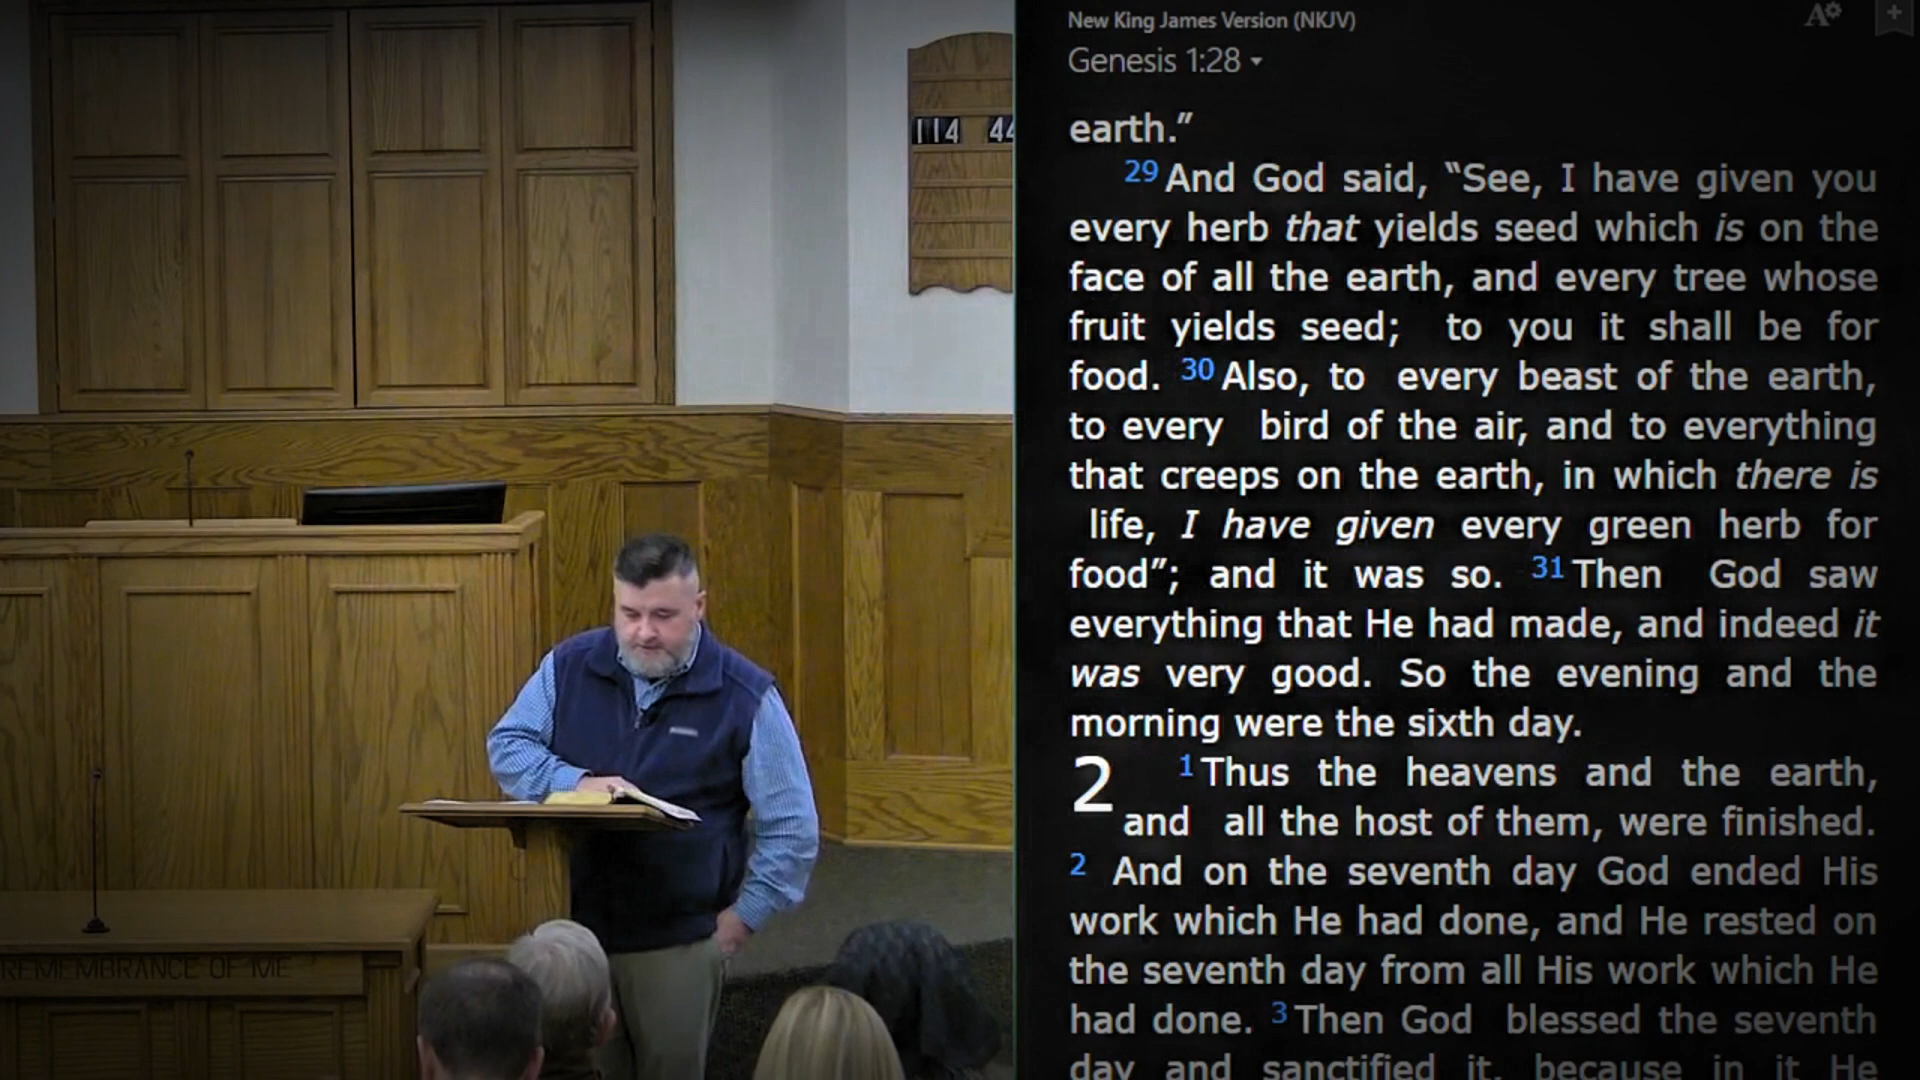 114 44
REMEMBRANCE OF ME
New King James Version (NKJV)
Genesis 1:28
earth.”
29 And God said, “See, I have given you
every herb that yields seed which is on the
face of all the earth, and every tree whose
fruit yields seed; to you it shall be for
food. 30 Also, to every beast of the earth,
to every bird of the air, and to everything
that creeps on the earth, in which there is
life, I have given every green herb for
food”; and it was so. 31 Then God saw
everything that He had made, and indeed it
was very good. So the evening and the
morning were the sixth day.
2 1 Thus the heavens and the earth,
and all the host of them, were finished.
2 And on the seventh day God ended His
work which He had done, and He rested on
the seventh day from all His work which He
had done. 3 Then God blessed the seventh
day and sanctified it, because in it He